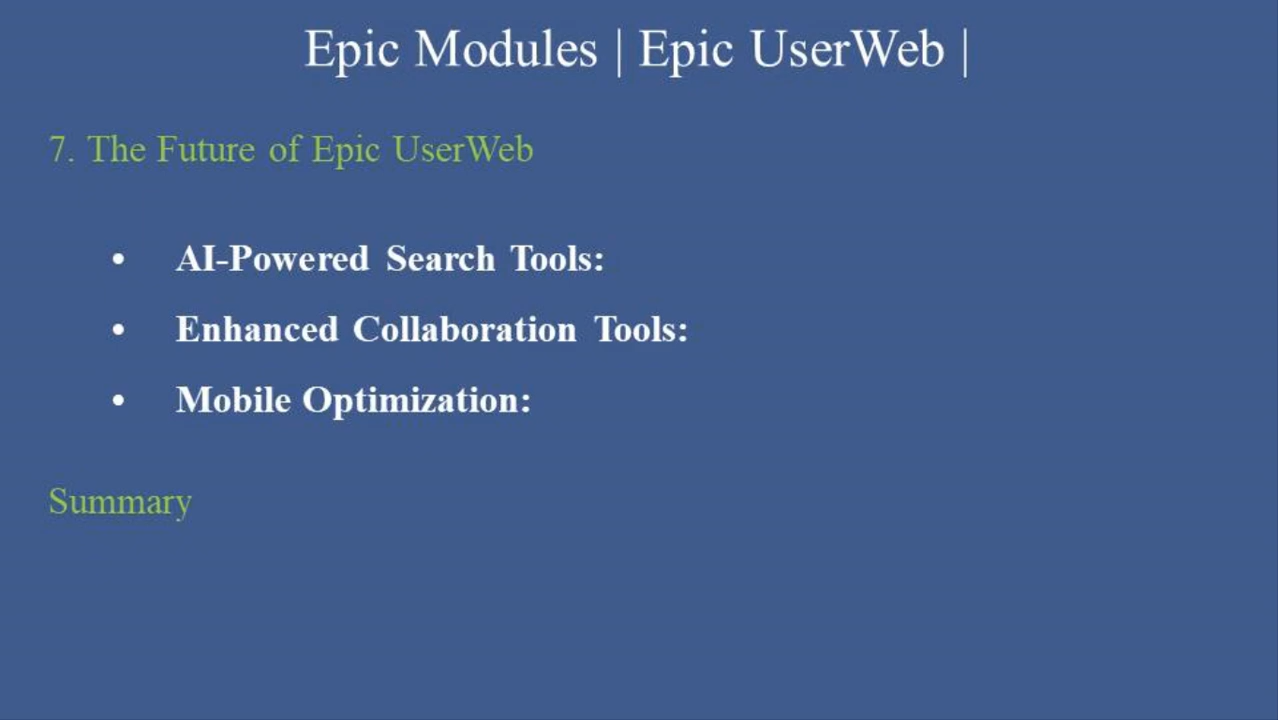 Epic Modules | Epic UserWeb |
7. The Future of Epic UserWeb
• AI-Powered Search Tools:
• Enhanced Collaboration Tools:
• Mobile Optimization:
Summary